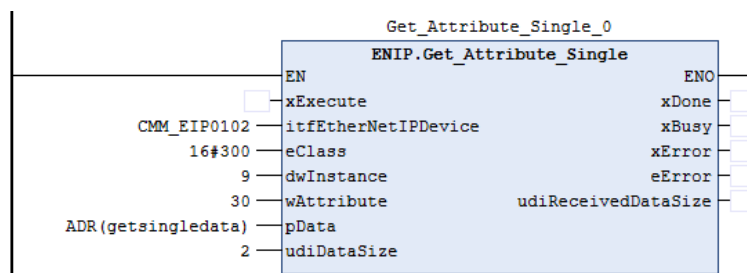 Get_Attribute_Single_0
ENIP.Get_Attribute_Single
EN ENO
xExecute xDone
CMM_EIP0102 itfEtherNetIPDevice xBusy
16#300 eClass xError
9 dwInstance eError
30 wAttribute udiReceivedDataSize
ADR(getsingledata) pData
2 udiDataSize